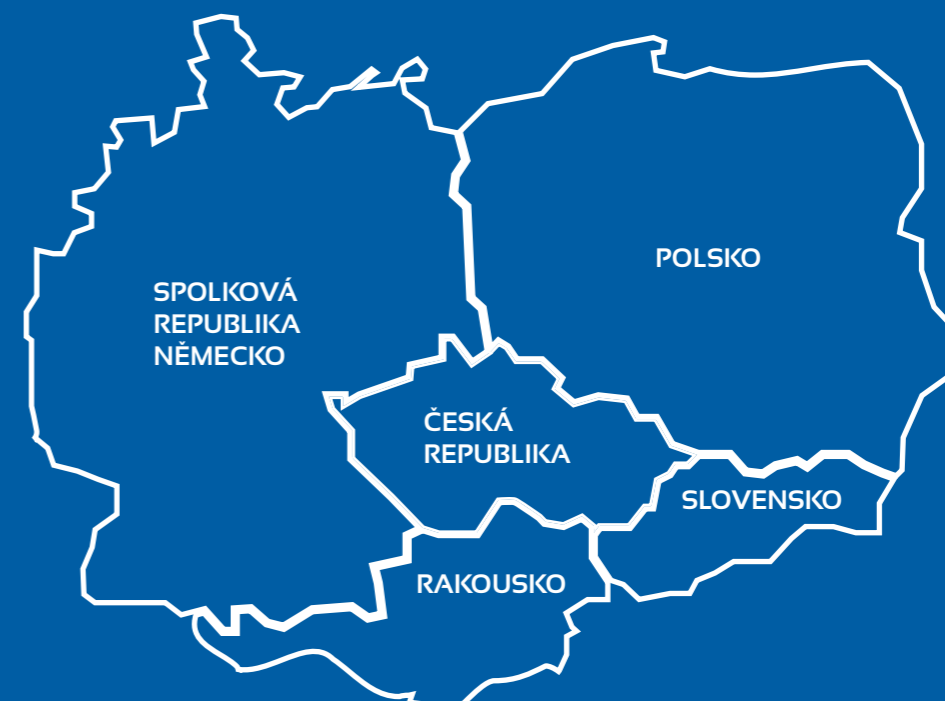 SPOLKOVÁ
REPUBLIKA
NĚMECKO
POLSKO
ČESKÁ
REPUBLIKA
SLOVENSKO
RAKOUSKO